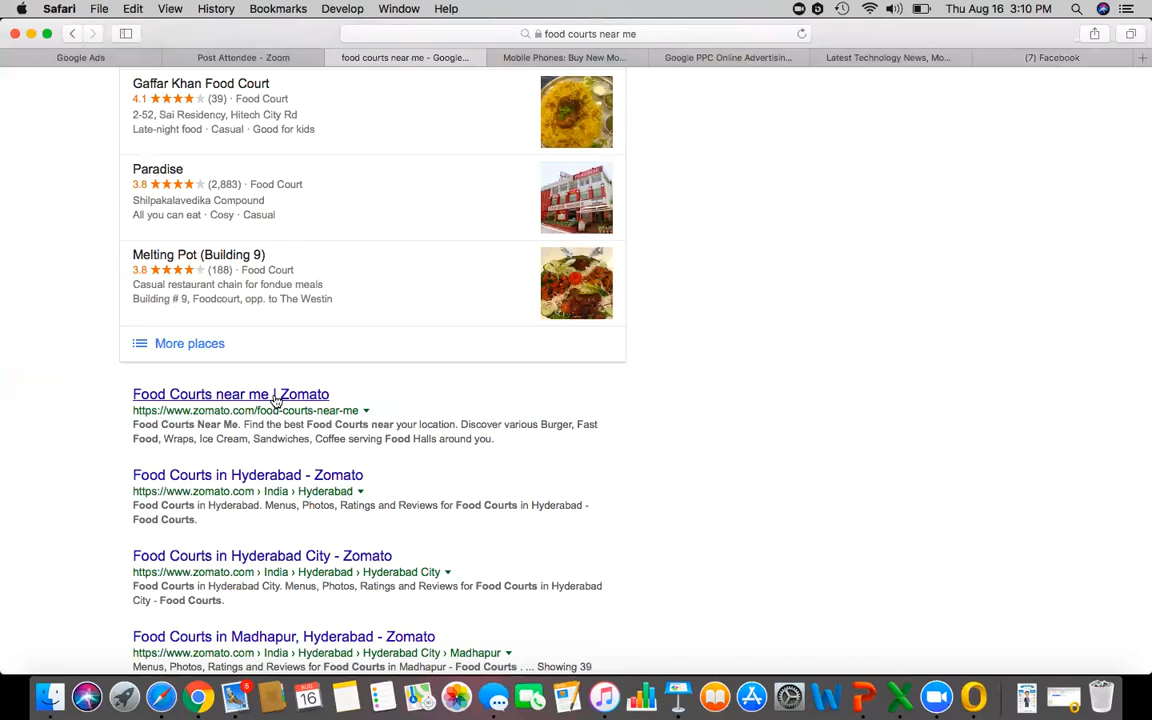 Safari File Edit View History Bookmarks Develop Window Help Thu Aug 16 3:10 PM
food courts near me
Google Ads Post Attendee - Zoom food courts near me - Google... Mobile Phones: Buy New Mo... Google PPC Online Advertisin... Latest Technology News, Mo... (7) Facebook
Gaffar Khan Food Court
4.1 (39) · Food Court
2-52, Sai Residency, Hitech City Rd
Late-night food · Casual · Good for kids
Paradise
3.8 (2,883) · Food Court
Shilpakalavedika Compound
All you can eat · Cosy · Casual
Melting Pot (Building 9)
3.8 (188) · Food Court
Casual restaurant chain for fondue meals
Building # 9, Foodcourt, opp. to The Westin
More places
Food Courts near me | Zomato
https://www.zomato.com/food-courts-near-me
Food Courts Near Me. Find the best Food Courts near your location. Discover various Burger, Fast
Food, Wraps, Ice Cream, Sandwiches, Coffee serving Food Halls around you.
Food Courts in Hyderabad - Zomato
https://www.zomato.com › India › Hyderabad
Food Courts in Hyderabad. Menus, Photos, Ratings and Reviews for Food Courts in Hyderabad -
Food Courts.
Food Courts in Hyderabad City - Zomato
https://www.zomato.com › India › Hyderabad › Hyderabad City
Food Courts in Hyderabad City. Menus, Photos, Ratings and Reviews for Food Courts in Hyderabad
City - Food Courts.
Food Courts in Madhapur, Hyderabad - Zomato
https://www.zomato.com › India › Hyderabad › Hyderabad City › Madhapur
Menus, Photos, Ratings and Reviews for Food Courts in Madhapur - Food Courts . ... Showing 39